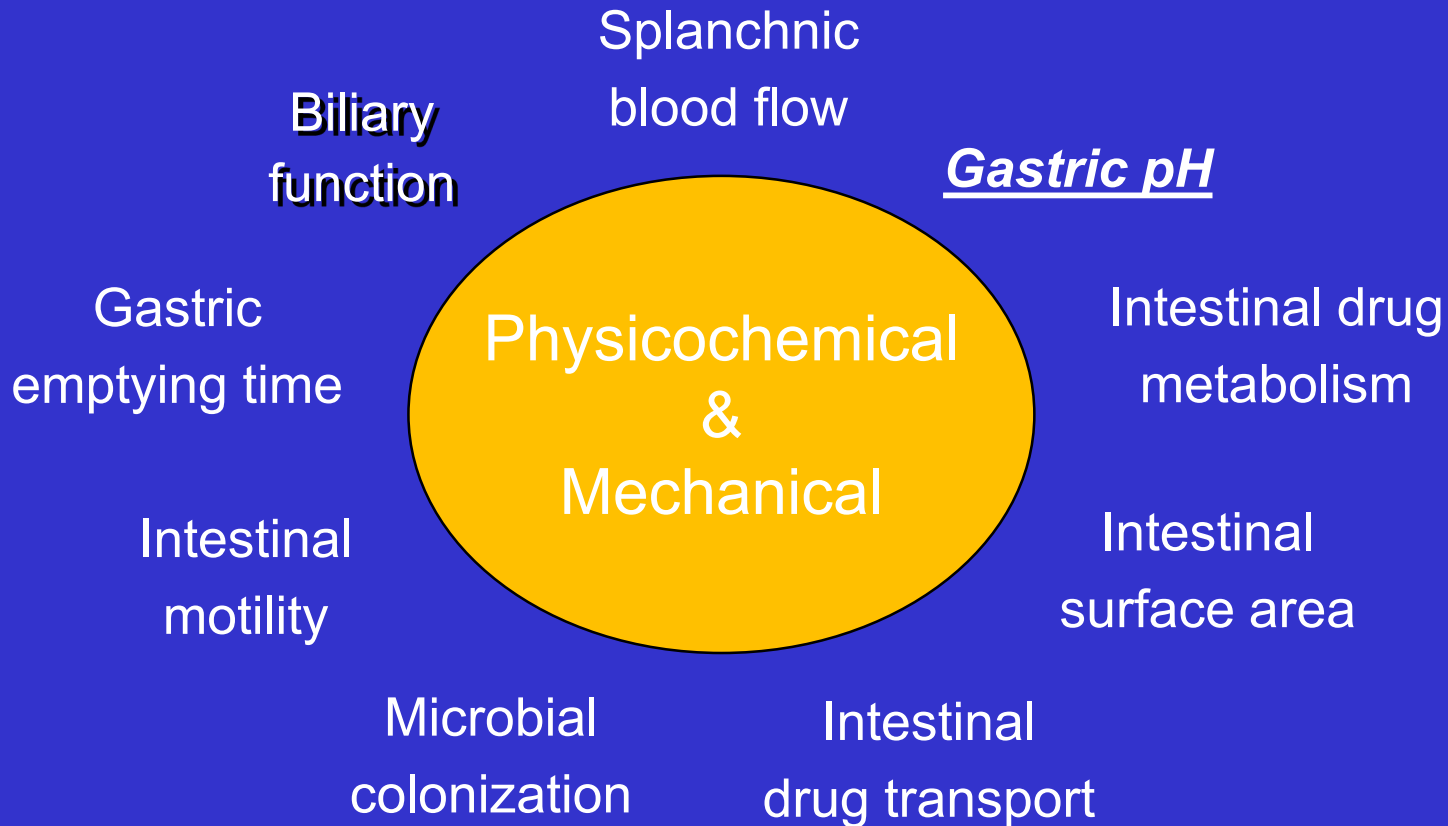 Splanchnic
blood flow
Biliary
function
Gastric pH
Gastric
emptying time
Physicochemical
&
Mechanical
Intestinal drug
metabolism
Intestinal
motility
Intestinal
surface area
Microbial
colonization
Intestinal
drug transport